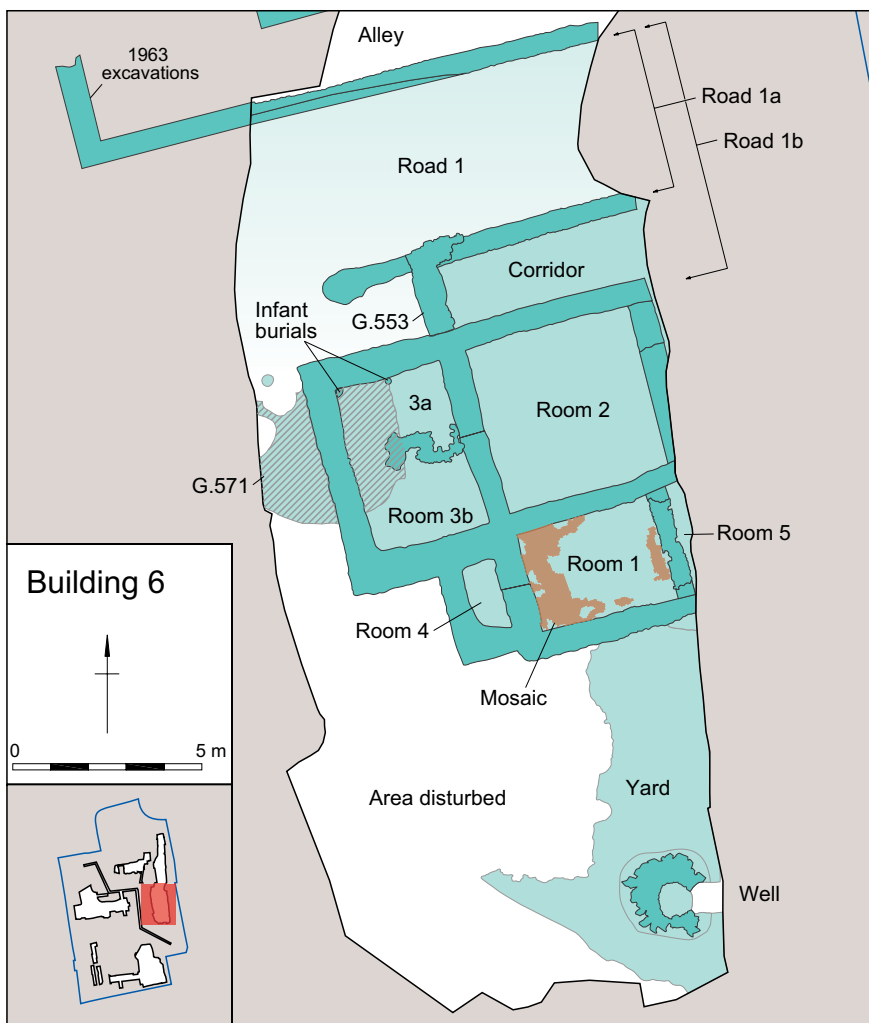 Alley
1963
excavations
Road 1a
Road 1b
Road 1
Corridor
Infant
burials
G.553
3a
Room 2
G.571
Room 3b
Room 5
Room 1
Building 6
Room 4
Mosaic
0
5 m
Yard
Area disturbed
Well